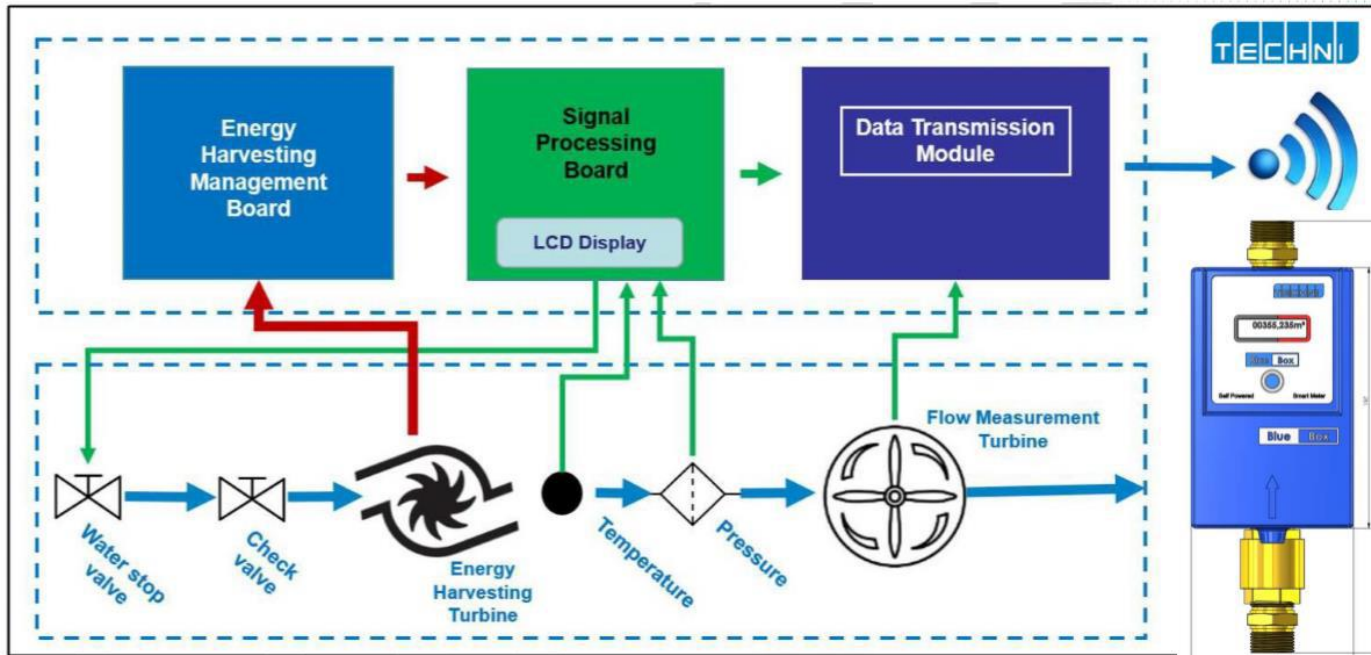 TECHNI
Energy
Harvesting
Management
Board
Signal
Processing
Board
LCD Display
Data Transmission
Module
Water stop
valve
Check
valve
Energy
Harvesting
Turbine
Temperature
Pressure
Flow Measurement
Turbine
00355,235m³
Box
Self Powered
Smart Meter
Blue Box